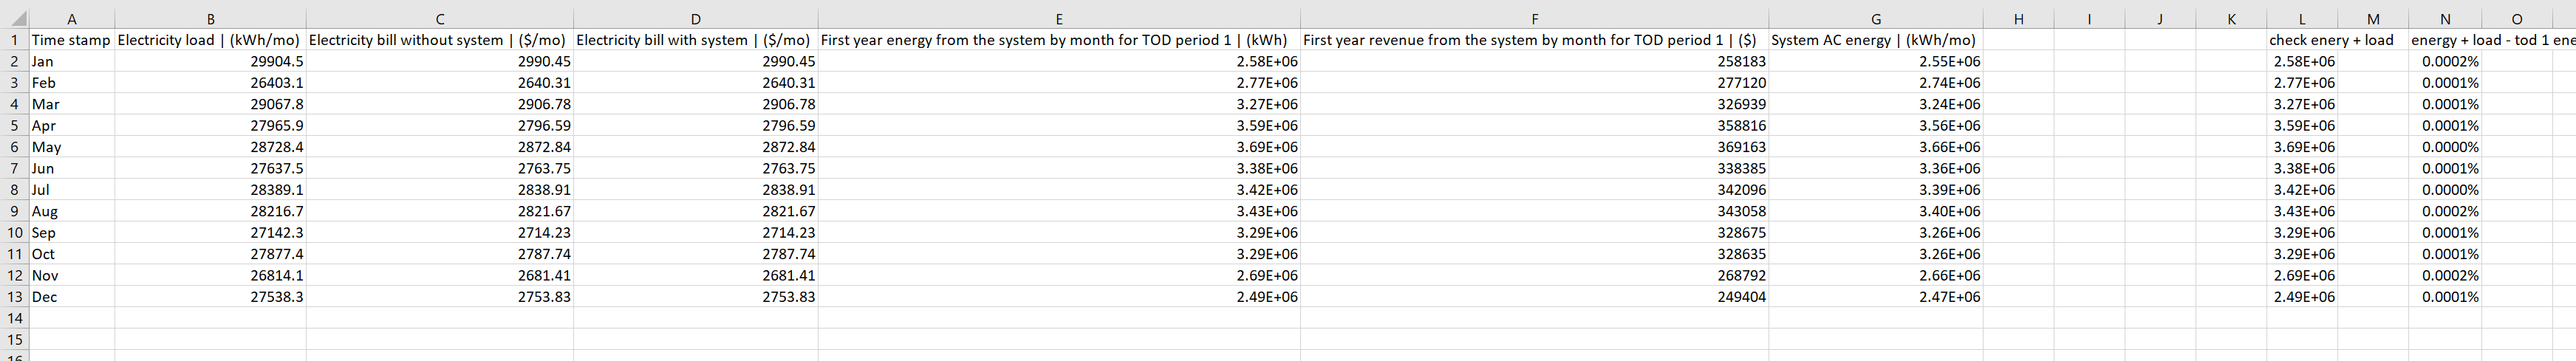 A B C D E F G H I J K L M N O
1 Time stamp Electricity load | (kWh/mo) Electricity bill without system | ($/mo) Electricity bill with system | ($/mo) First year energy from the system by month for TOD period 1 | (kWh) First year revenue from the system by month for TOD period 1 | ($) System AC energy | (kWh/mo) check enery + load energy + load - tod 1 ene
2 Jan 29904.5 2990.45 2990.45 2.58E+06 258183 2.55E+06 2.58E+06 0.0002%
3 Feb 26403.1 2640.31 2640.31 2.77E+06 277120 2.74E+06 2.77E+06 0.0001%
4 Mar 29067.8 2906.78 2906.78 3.27E+06 326939 3.24E+06 3.27E+06 0.0001%
5 Apr 27965.9 2796.59 2796.59 3.59E+06 358816 3.56E+06 3.59E+06 0.0001%
6 May 28728.4 2872.84 2872.84 3.69E+06 369163 3.66E+06 3.69E+06 0.0000%
7 Jun 27637.5 2763.75 2763.75 3.38E+06 338385 3.36E+06 3.38E+06 0.0001%
8 Jul 28389.1 2838.91 2838.91 3.42E+06 342096 3.39E+06 3.42E+06 0.0000%
9 Aug 28216.7 2821.67 2821.67 3.43E+06 343058 3.40E+06 3.43E+06 0.0002%
10 Sep 27142.3 2714.23 2714.23 3.29E+06 328675 3.26E+06 3.29E+06 0.0001%
11 Oct 27877.4 2787.74 2787.74 3.29E+06 328635 3.26E+06 3.29E+06 0.0001%
12 Nov 26814.1 2681.41 2681.41 2.69E+06 268792 2.66E+06 2.69E+06 0.0002%
13 Dec 27538.3 2753.83 2753.83 2.49E+06 249404 2.47E+06 2.49E+06 0.0001%
14
15
16